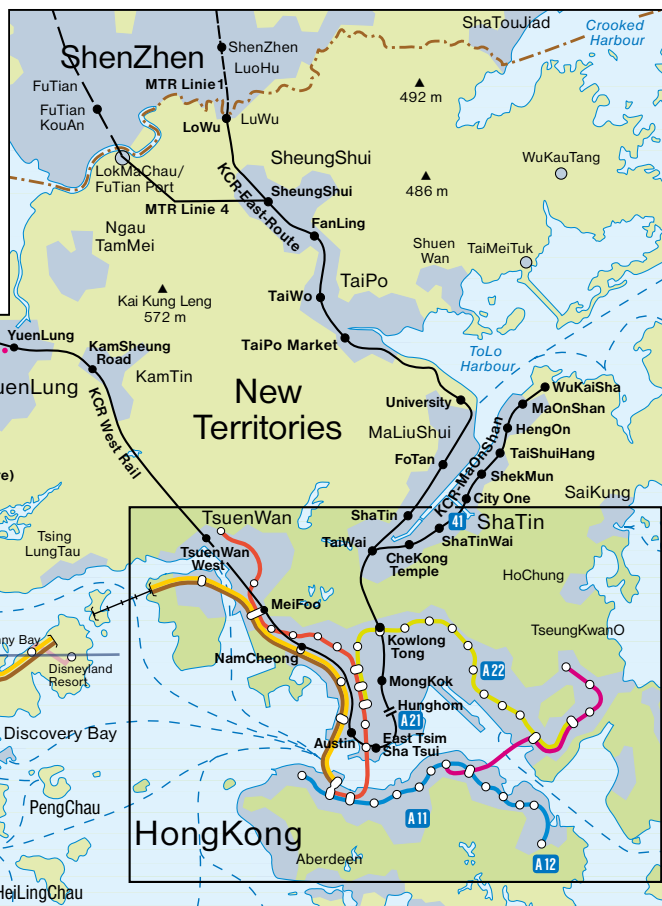 ShaTouJiad
Crooked
Harbour
ShenZhen
ShenZhen
LuoHu
FuTian
MTR Linie 1
492 m
FuTian
KouAn
LoWu
LuWu
SheungShui
WuKauTang
LokMaChau/
FuTian Port
KCR-East-Route
486 m
SheungShui
MTR Linie 4
FanLing
Ngau
TamMei
Shuen
Wan
TaiMeiTuk
TaiPo
Kai Kung Leng
572 m
TaiWo
YuenLung
TaiPo Market
KamSheung
Road
ToLo
Harbour
uenLung
KamTin
WuKaiSha
New
Territories
University
MaOnShan
KCR West Rail
MaLiuShui
HengOn
KCR-MaOnShan
TaiShuiHang
FoTan
ShekMun
e)
City One
SaiKung
TsuenWan
ShaTin
41
ShaTin
Tsing
LungTau
TsuenWan
West
TaiWai
ShaTinWai
CheKong
Temple
HoChung
MeiFoo
TseungKwanO
ny Bay
Kowlong
Tong
NamCheong
A22
Disneyland
Resort
MongKok
Hunghom
A21
Discovery Bay
Austin
East Tsim
Sha Tsui
PengChau
HongKong
A11
Aberdeen
A12
HeiLingChau